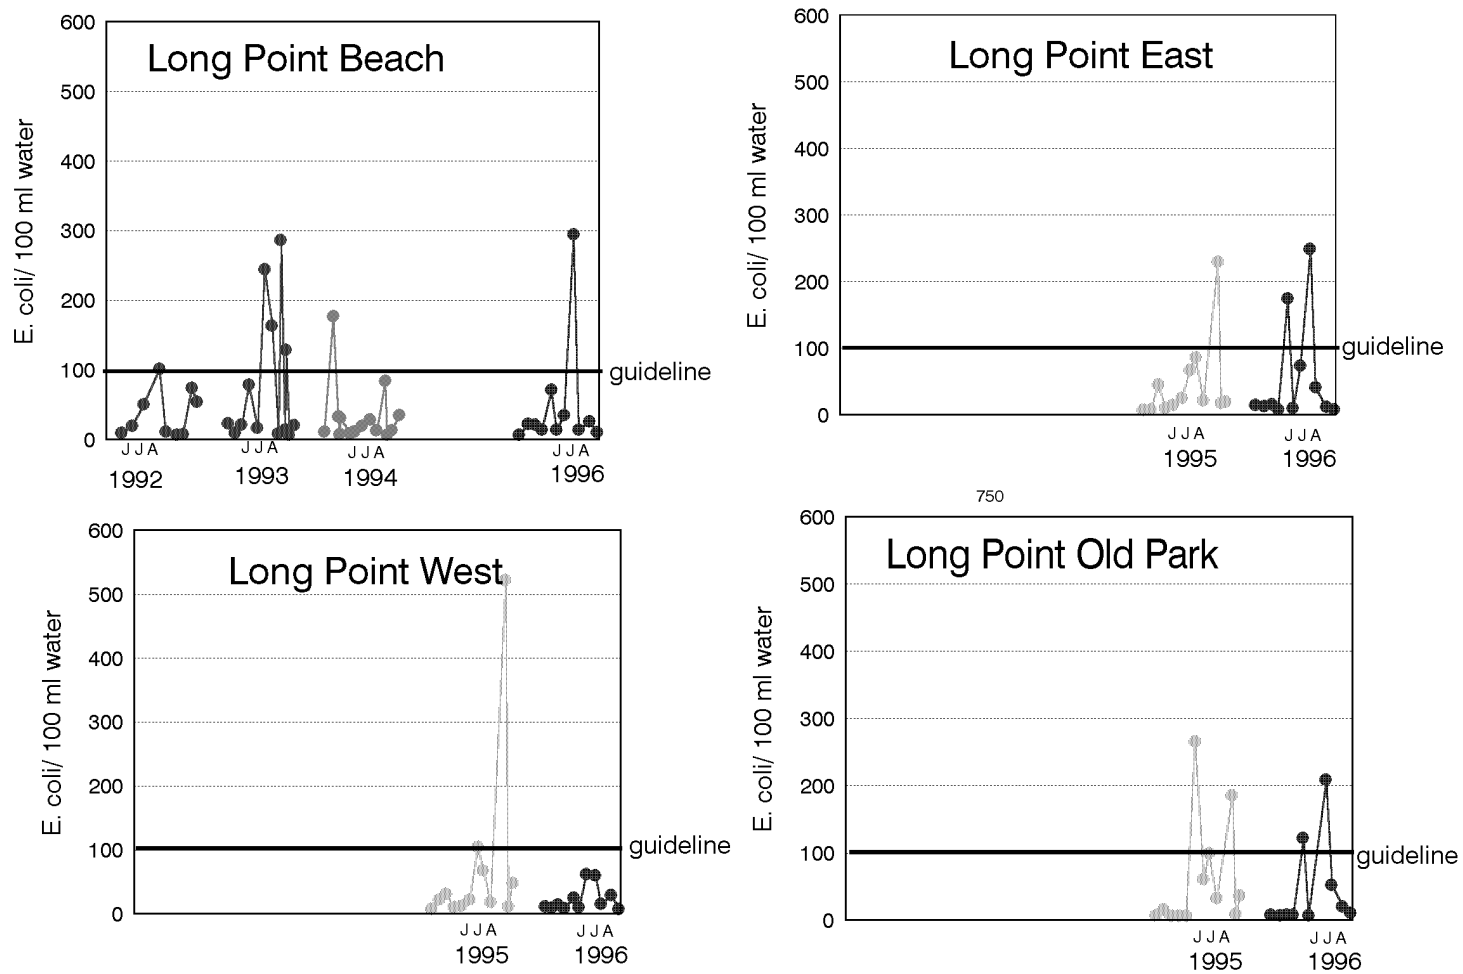 Long Point Beach
E. coli/ 100 ml water
600
500
400
300
200
100
0
guideline
J J A
1992
J J A
1993
J J A
1994
J J A
1996
Long Point East
E. coli/ 100 ml water
600
500
400
300
200
100
0
guideline
J J A
1995
J J A
1996
Long Point West
E. coli/ 100 ml water
600
500
400
300
200
100
0
guideline
J J A
1995
J J A
1996
750
Long Point Old Park
E. coli/ 100 ml water
600
500
400
300
200
100
0
guideline
J J A
1995
J J A
1996